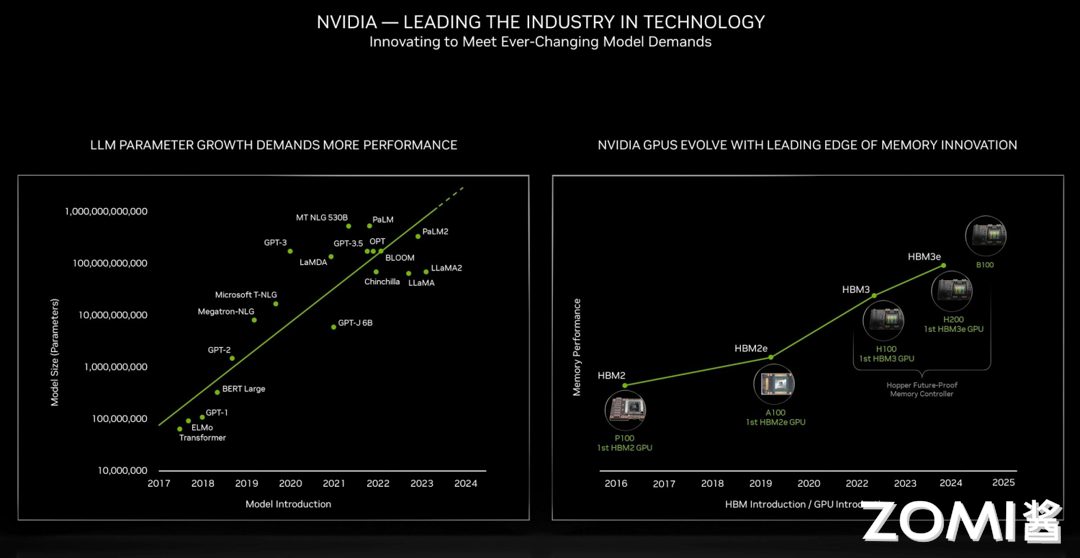 NVIDIA — LEADING THE INDUSTRY IN TECHNOLOGY
Innovating to Meet Ever-Changing Model Demands
LLM PARAMETER GROWTH DEMANDS MORE PERFORMANCE
Model Size (Parameters)
1,000,000,000,000
100,000,000,000
10,000,000,000
1,000,000,000
100,000,000
10,000,000
MT NLG 530B
PaLM
GPT-3
GPT-3.5
OPT
PaLM2
LaMDA
BLOOM
Chinchilla
LLaMA
LLaMA2
Microsoft T-NLG
Megatron-NLG
GPT-J 6B
GPT-2
BERT Large
GPT-1
ELMo
Transformer
2017 2018 2019 2020 2021 2022 2023 2024
Model Introduction
NVIDIA GPUS EVOLVE WITH LEADING EDGE OF MEMORY INNOVATION
Memory Performance
B100
HBM3e
H200
1st HBM3e GPU
HBM3
H100
1st HBM3 GPU
Hopper Future-Proof
Memory Controller
HBM2e
A100
1st HBM2e GPU
HBM2
P100
1st HBM2 GPU
2016 2017 2018 2019 2020 2022 2023 2024 2025
HBM Introduction / GPU
ZOMI酱